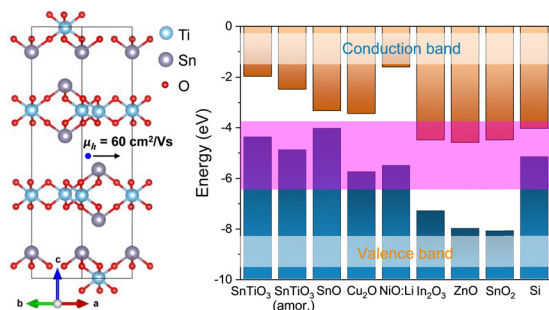 Ti
Sn
O
μh = 60 cm²/Vs
c
b
a
Energy (eV)
0
-2
-4
-6
-8
-10
Conduction band
Valence band
SnTiO₃
SnTiO₃
(amor.)
SnO
Cu₂O
NiO:Li
In₂O₃
ZnO
SnO₂
Si